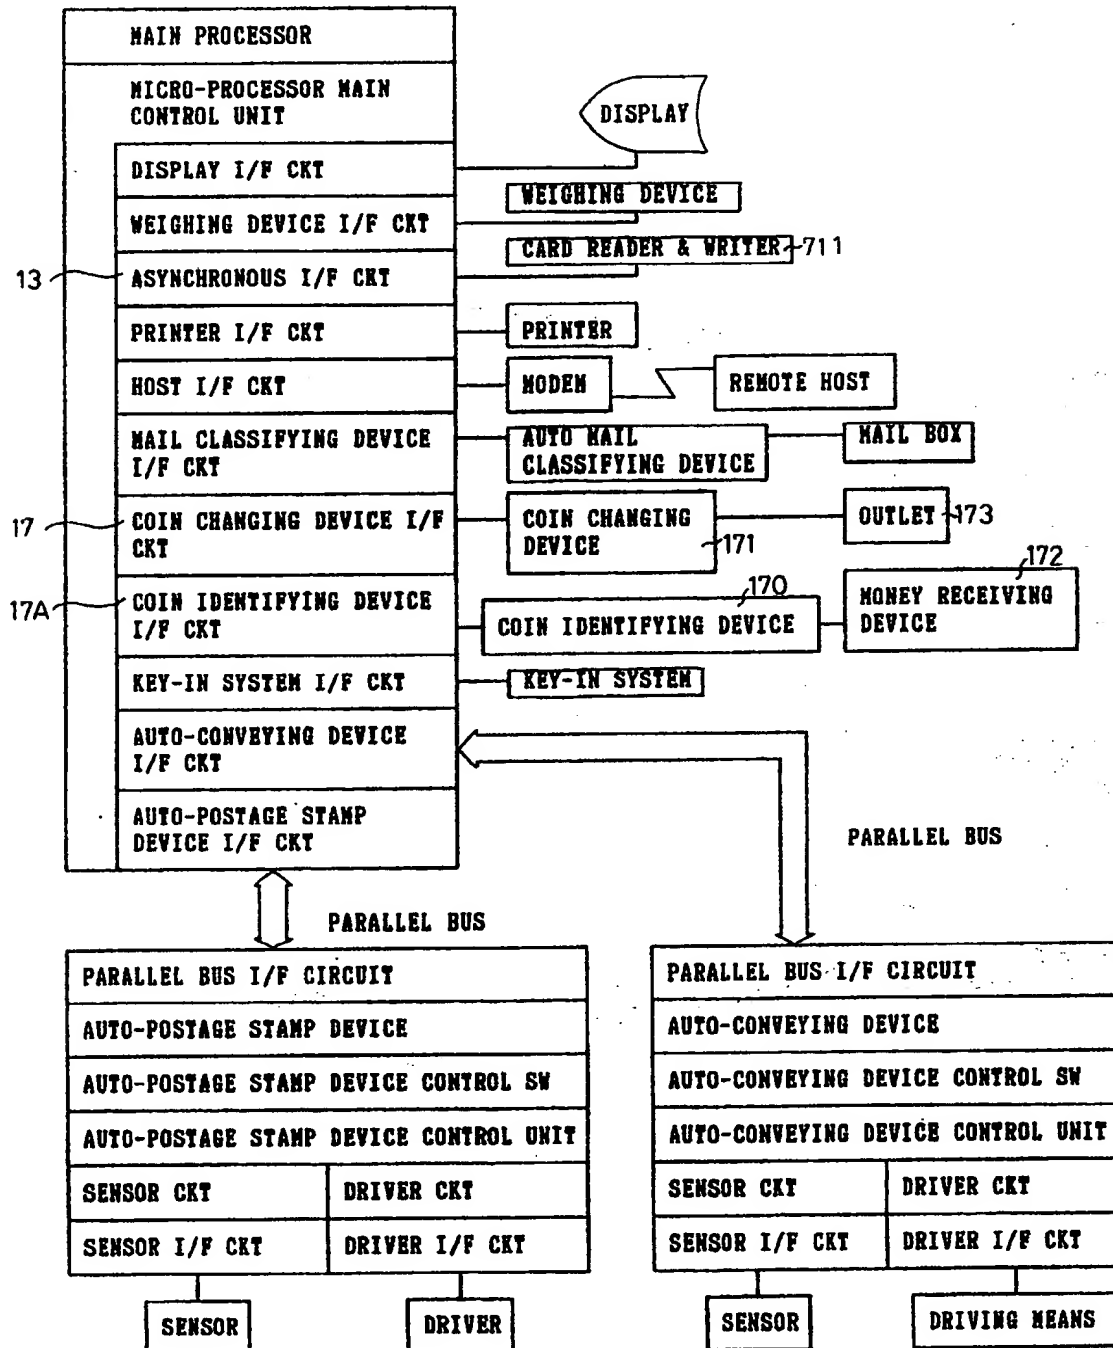 MAIN PROCESSOR
MICRO-PROCESSOR MAIN
CONTROL UNIT
DISPLAY
DISPLAY I/F CKT
WEIGHING DEVICE
WEIGHING DEVICE I/F CKT
CARD READER & WRITER
711
13
ASYNCHRONOUS I/F CKT
PRINTER I/F CKT
PRINTER
HOST I/F CKT
MODEM
REMOTE HOST
MAIL CLASSIFYING DEVICE
I/F CKT
AUTO MAIL
CLASSIFYING DEVICE
MAIL BOX
17
COIN CHANGING DEVICE I/F
CKT
COIN CHANGING
DEVICE
171
OUTLET
173
17A
COIN IDENTIFYING DEVICE
I/F CKT
170
COIN IDENTIFYING DEVICE
172
MONEY RECEIVING
DEVICE
KEY-IN SYSTEM I/F CKT
KEY-IN SYSTEM
AUTO-CONVEYING DEVICE
I/F CKT
AUTO-POSTAGE STAMP
DEVICE I/F CKT
PARALLEL BUS
PARALLEL BUS
PARALLEL BUS I/F CIRCUIT
AUTO-POSTAGE STAMP DEVICE
AUTO-POSTAGE STAMP DEVICE CONTROL SW
AUTO-POSTAGE STAMP DEVICE CONTROL UNIT
SENSOR CKT
DRIVER CKT
SENSOR I/F CKT
DRIVER I/F CKT
SENSOR
DRIVER
PARALLEL BUS I/F CIRCUIT
AUTO-CONVEYING DEVICE
AUTO-CONVEYING DEVICE CONTROL SW
AUTO-CONVEYING DEVICE CONTROL UNIT
SENSOR CKT
DRIVER CKT
SENSOR I/F CKT
DRIVER I/F CKT
SENSOR
DRIVING MEANS